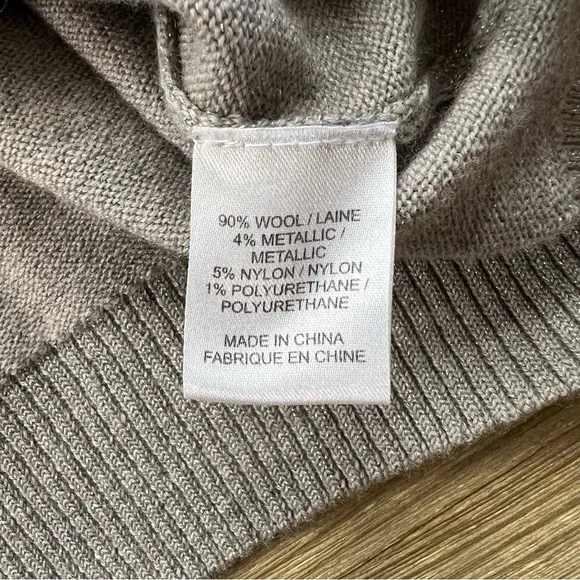 90% WOOL / LAINE
4% METALLIC /
METALLIC
5% NYLON / NYLON
1% POLYURETHANE /
POLYURETHANE
MADE IN CHINA
FABRIQUE EN CHINE